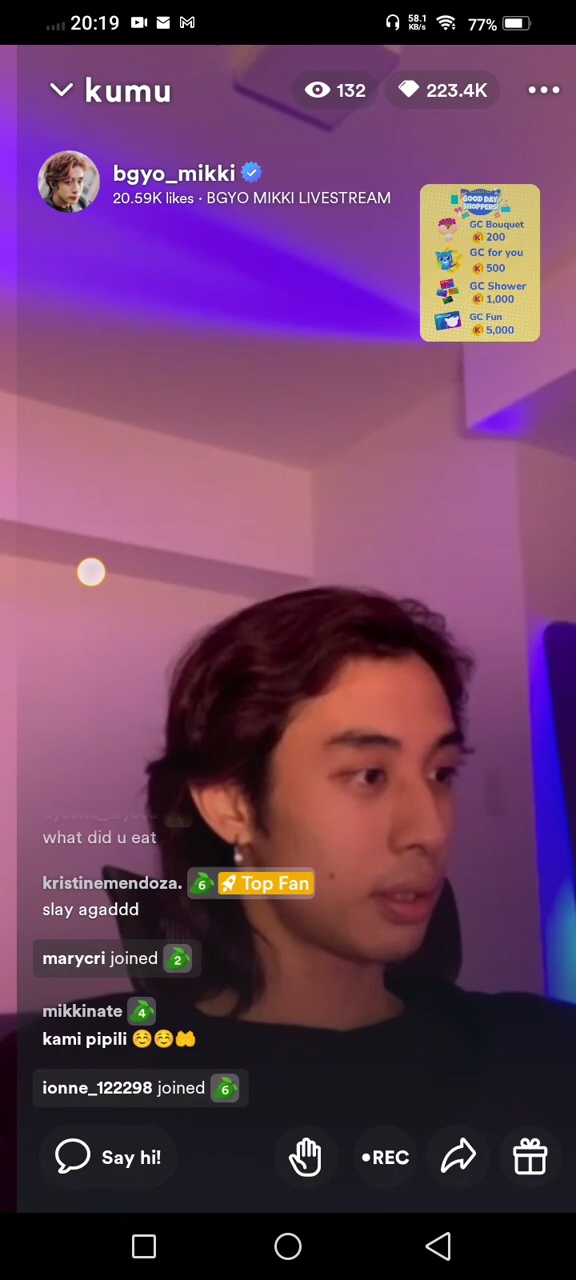 20:19
58.1
KB/s
77%
kumu
132
223.4K
bgyo_mikki
20.59K likes · BGYO MIKKI LIVESTREAM
GOOD DAY
SHOPPERS!
GC Bouquet
K 200
GC for you
K 500
GC Shower
K 1,000
GC Fun
K 5,000
what did u eat
kristinemendoza. 6 🚀 Top Fan
slay agaddd
marycri joined 2
mikkinate 4
kami pipili ☺️☺️🤲
ionne_122298 joined 6
Say hi!
•REC